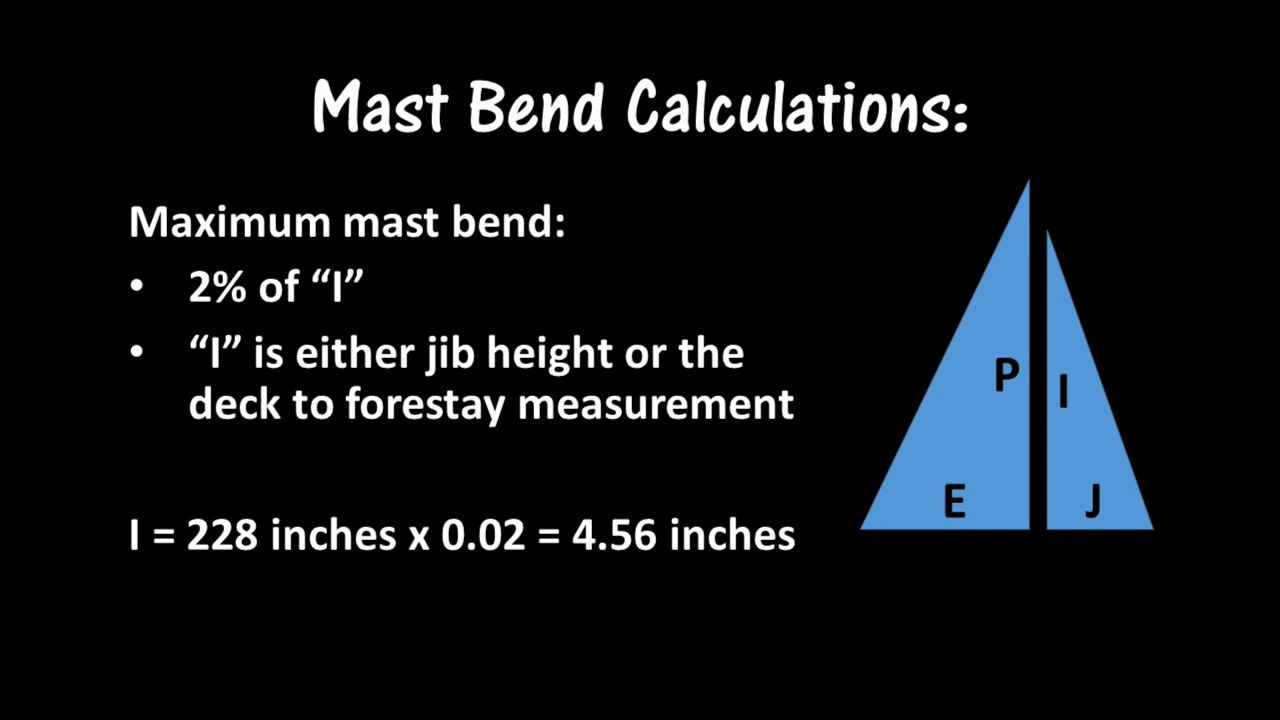 Mast Bend Calculations:
Maximum mast bend:
• 2% of “I”
• “I” is either jib height or the
deck to forestay measurement
I = 228 inches x 0.02 = 4.56 inches
P
I
E
J